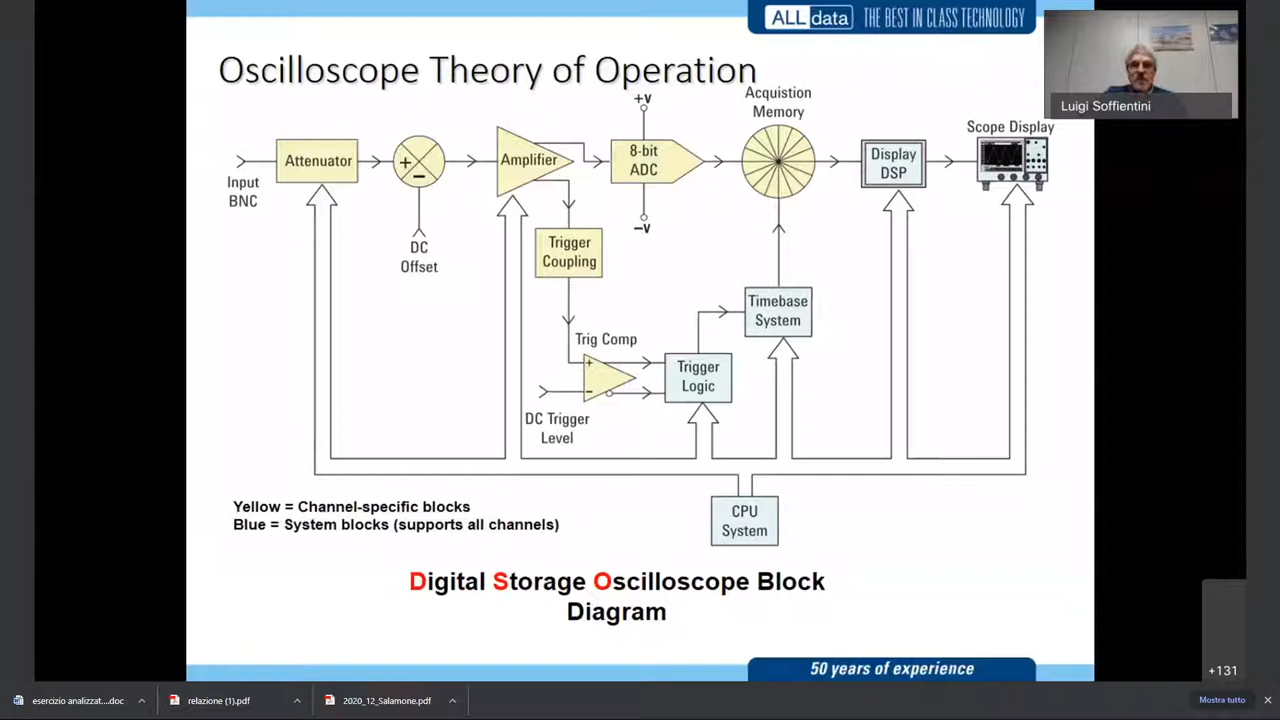 ALL data THE BEST IN CLASS TECHNOLOGY
Oscilloscope Theory of Operation
Luigi Soffientini
Acquistion
Memory
Scope Display
+v
Attenuator
+
−
Amplifier
8-bit
ADC
Display
DSP
Input
BNC
−v
DC
Offset
Trigger
Coupling
Timebase
System
Trig Comp
+
−
Trigger
Logic
DC Trigger
Level
Yellow = Channel-specific blocks
Blue = System blocks (supports all channels)
CPU
System
Digital Storage Oscilloscope Block
Diagram
50 years of experience
+131
esercizio analizzat....doc
relazione (1).pdf
2020_12_Salamone.pdf
Mostra tutto